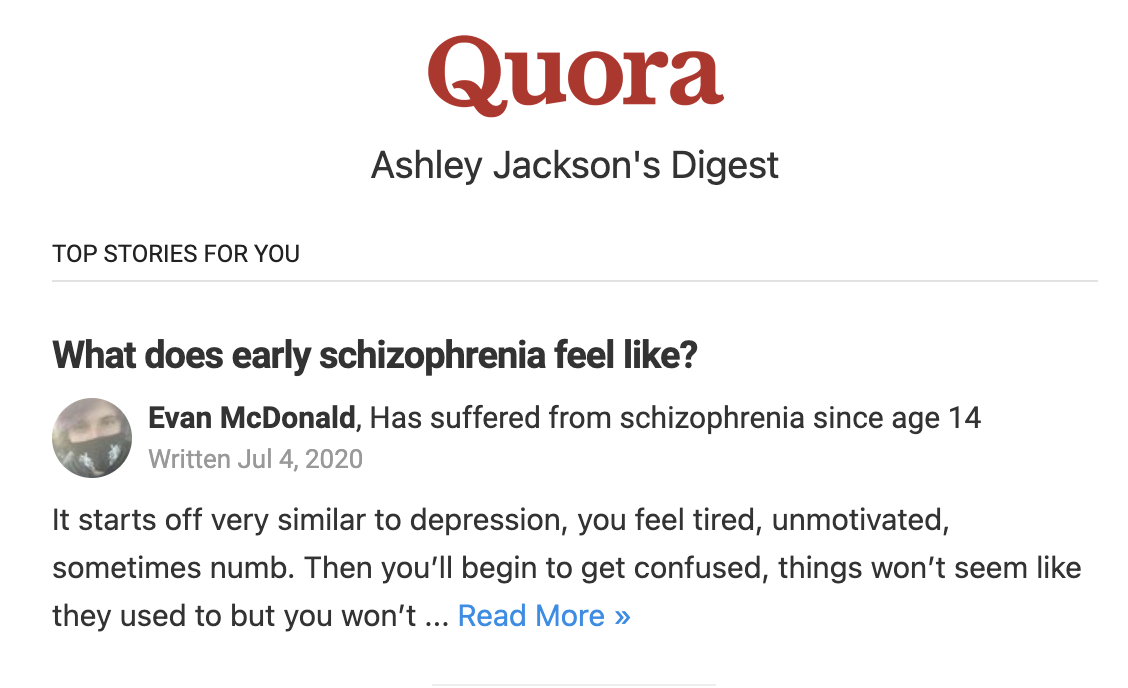 Quora
Ashley Jackson's Digest
TOP STORIES FOR YOU
What does early schizophrenia feel like?
Evan McDonald, Has suffered from schizophrenia since age 14
Written Jul 4, 2020
It starts off very similar to depression, you feel tired, unmotivated,
sometimes numb. Then you’ll begin to get confused, things won’t seem like
they used to but you won’t ... Read More »